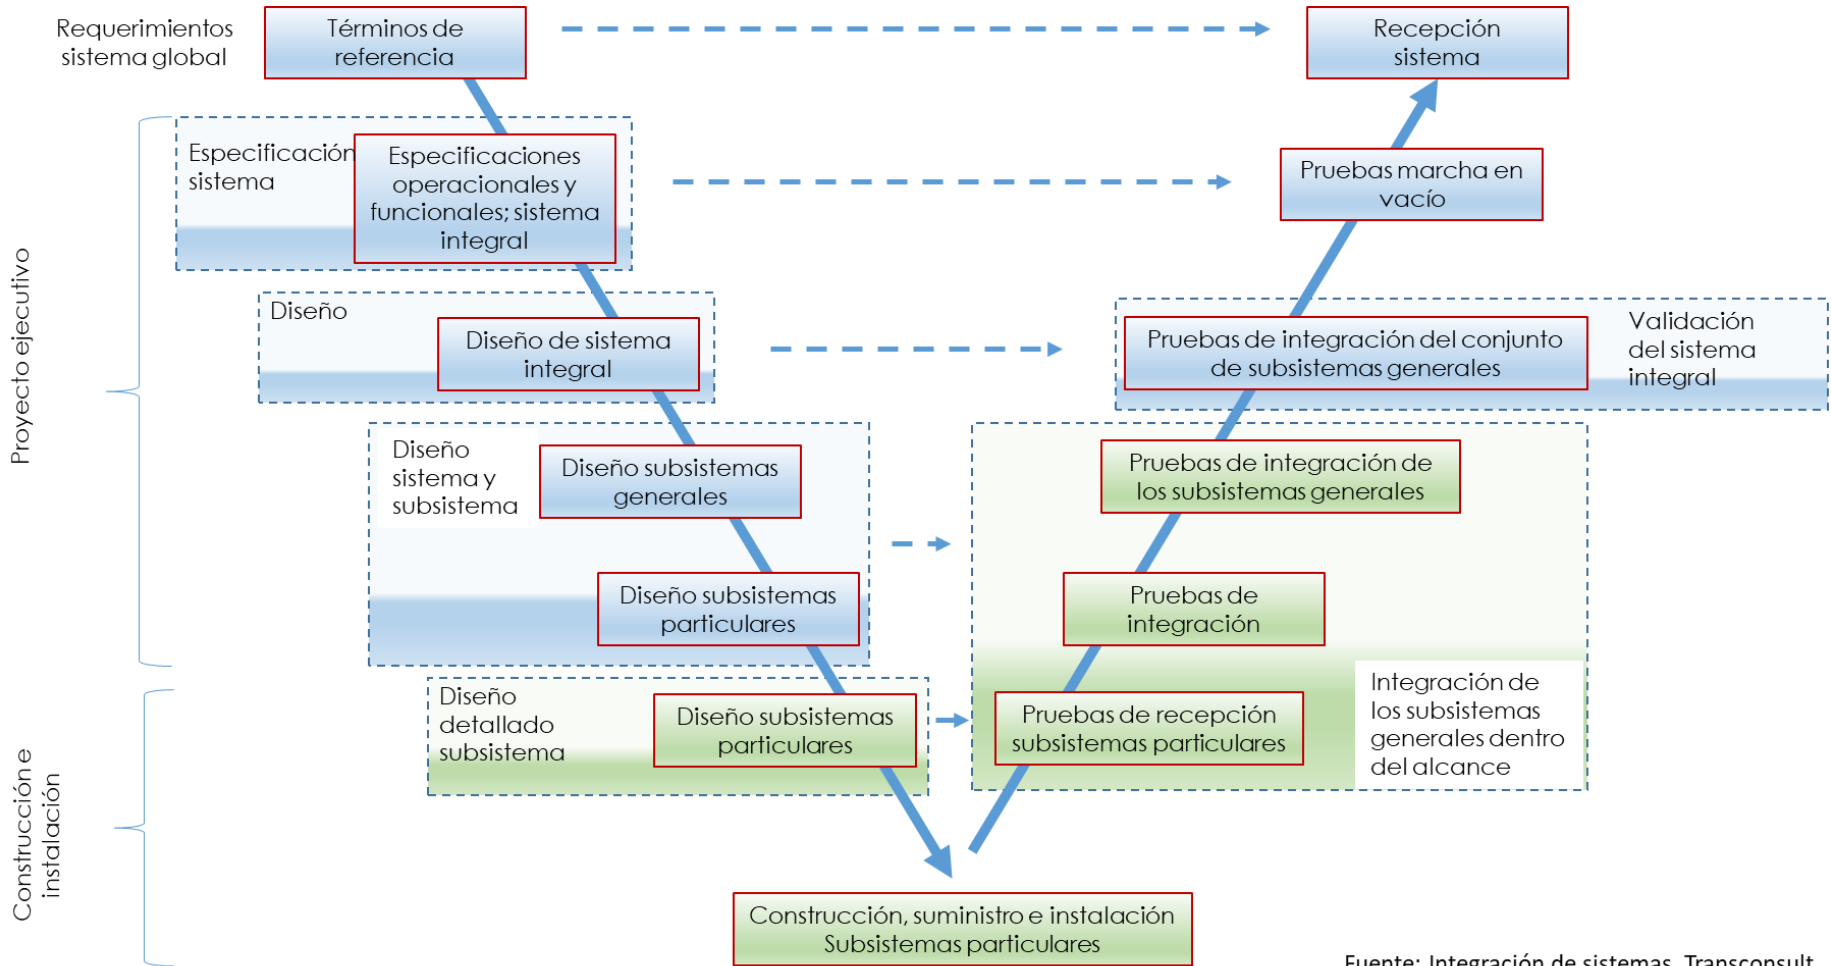 Requerimientos
sistema global
Términos de
referencia
Recepción
sistema
Proyecto ejecutivo
Especificación
sistema
Especificaciones
operacionales y
funcionales; sistema
integral
Pruebas marcha en
vacío
Diseño
Diseño de sistema
integral
Pruebas de integración del conjunto
de subsistemas generales
Validación
del sistema
integral
Diseño
sistema y
subsistema
Diseño subsistemas
generales
Pruebas de integración de
los subsistemas generales
Diseño subsistemas
particulares
Pruebas de
integración
Construcción e
instalación
Diseño
detallado
subsistema
Diseño subsistemas
particulares
Pruebas de recepción
subsistemas particulares
Integración de
los subsistemas
generales dentro
del alcance
Construcción, suministro e instalación
Subsistemas particulares
Fuente: Integración de sistemas. Transconsult